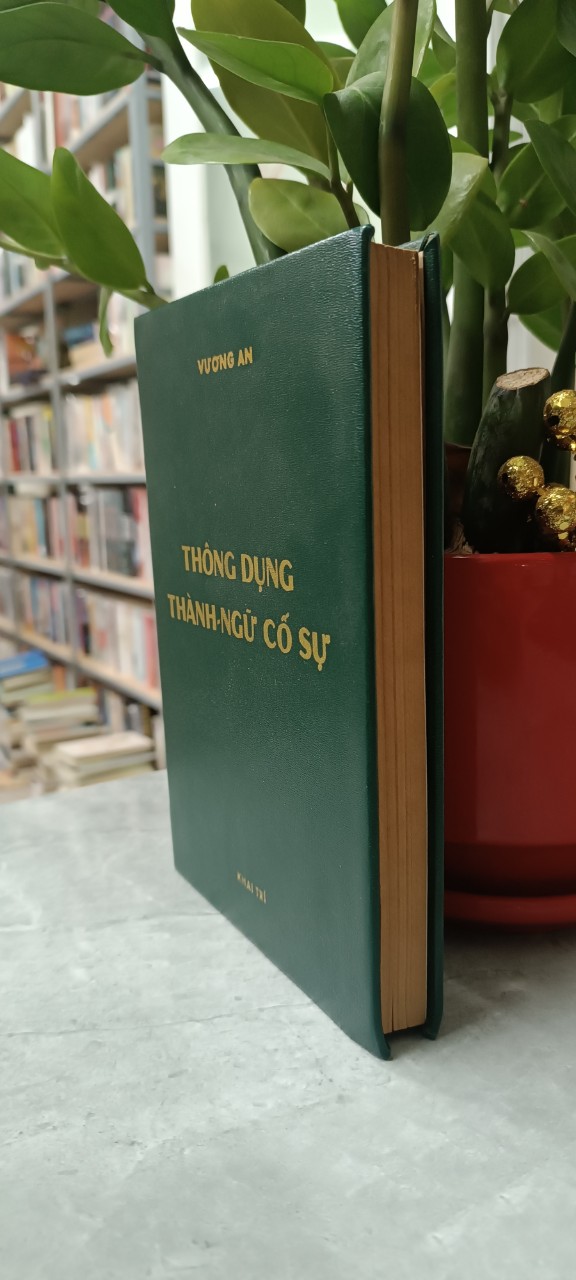 VƯƠNG AN
THÔNG DỤNG
THÀNH-NGỮ CỐ SỰ
KHAI TRÍ